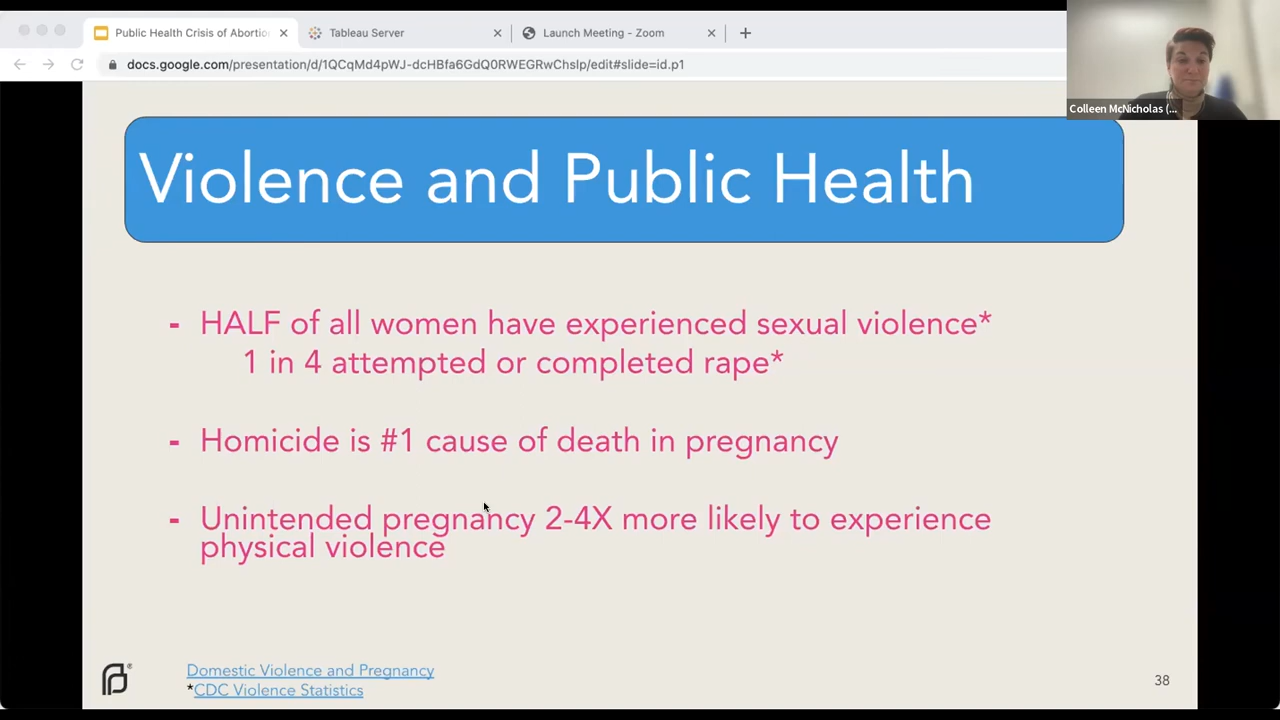 Public Health Crisis of Abortio
Tableau Server
Launch Meeting - Zoom
docs.google.com/presentation/d/1QCqMd4pWJ-dcHBfa6GdQ0RWEGRwChslp/edit#slide=id.p1
Colleen McNicholas (...
Violence and Public Health
- HALF of all women have experienced sexual violence*
1 in 4 attempted or completed rape*
- Homicide is #1 cause of death in pregnancy
- Unintended pregnancy 2-4X more likely to experience
physical violence
Domestic Violence and Pregnancy
*CDC Violence Statistics
38